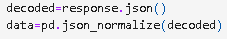 decoded=response.json()
data=pd.json_normalize(decoded)